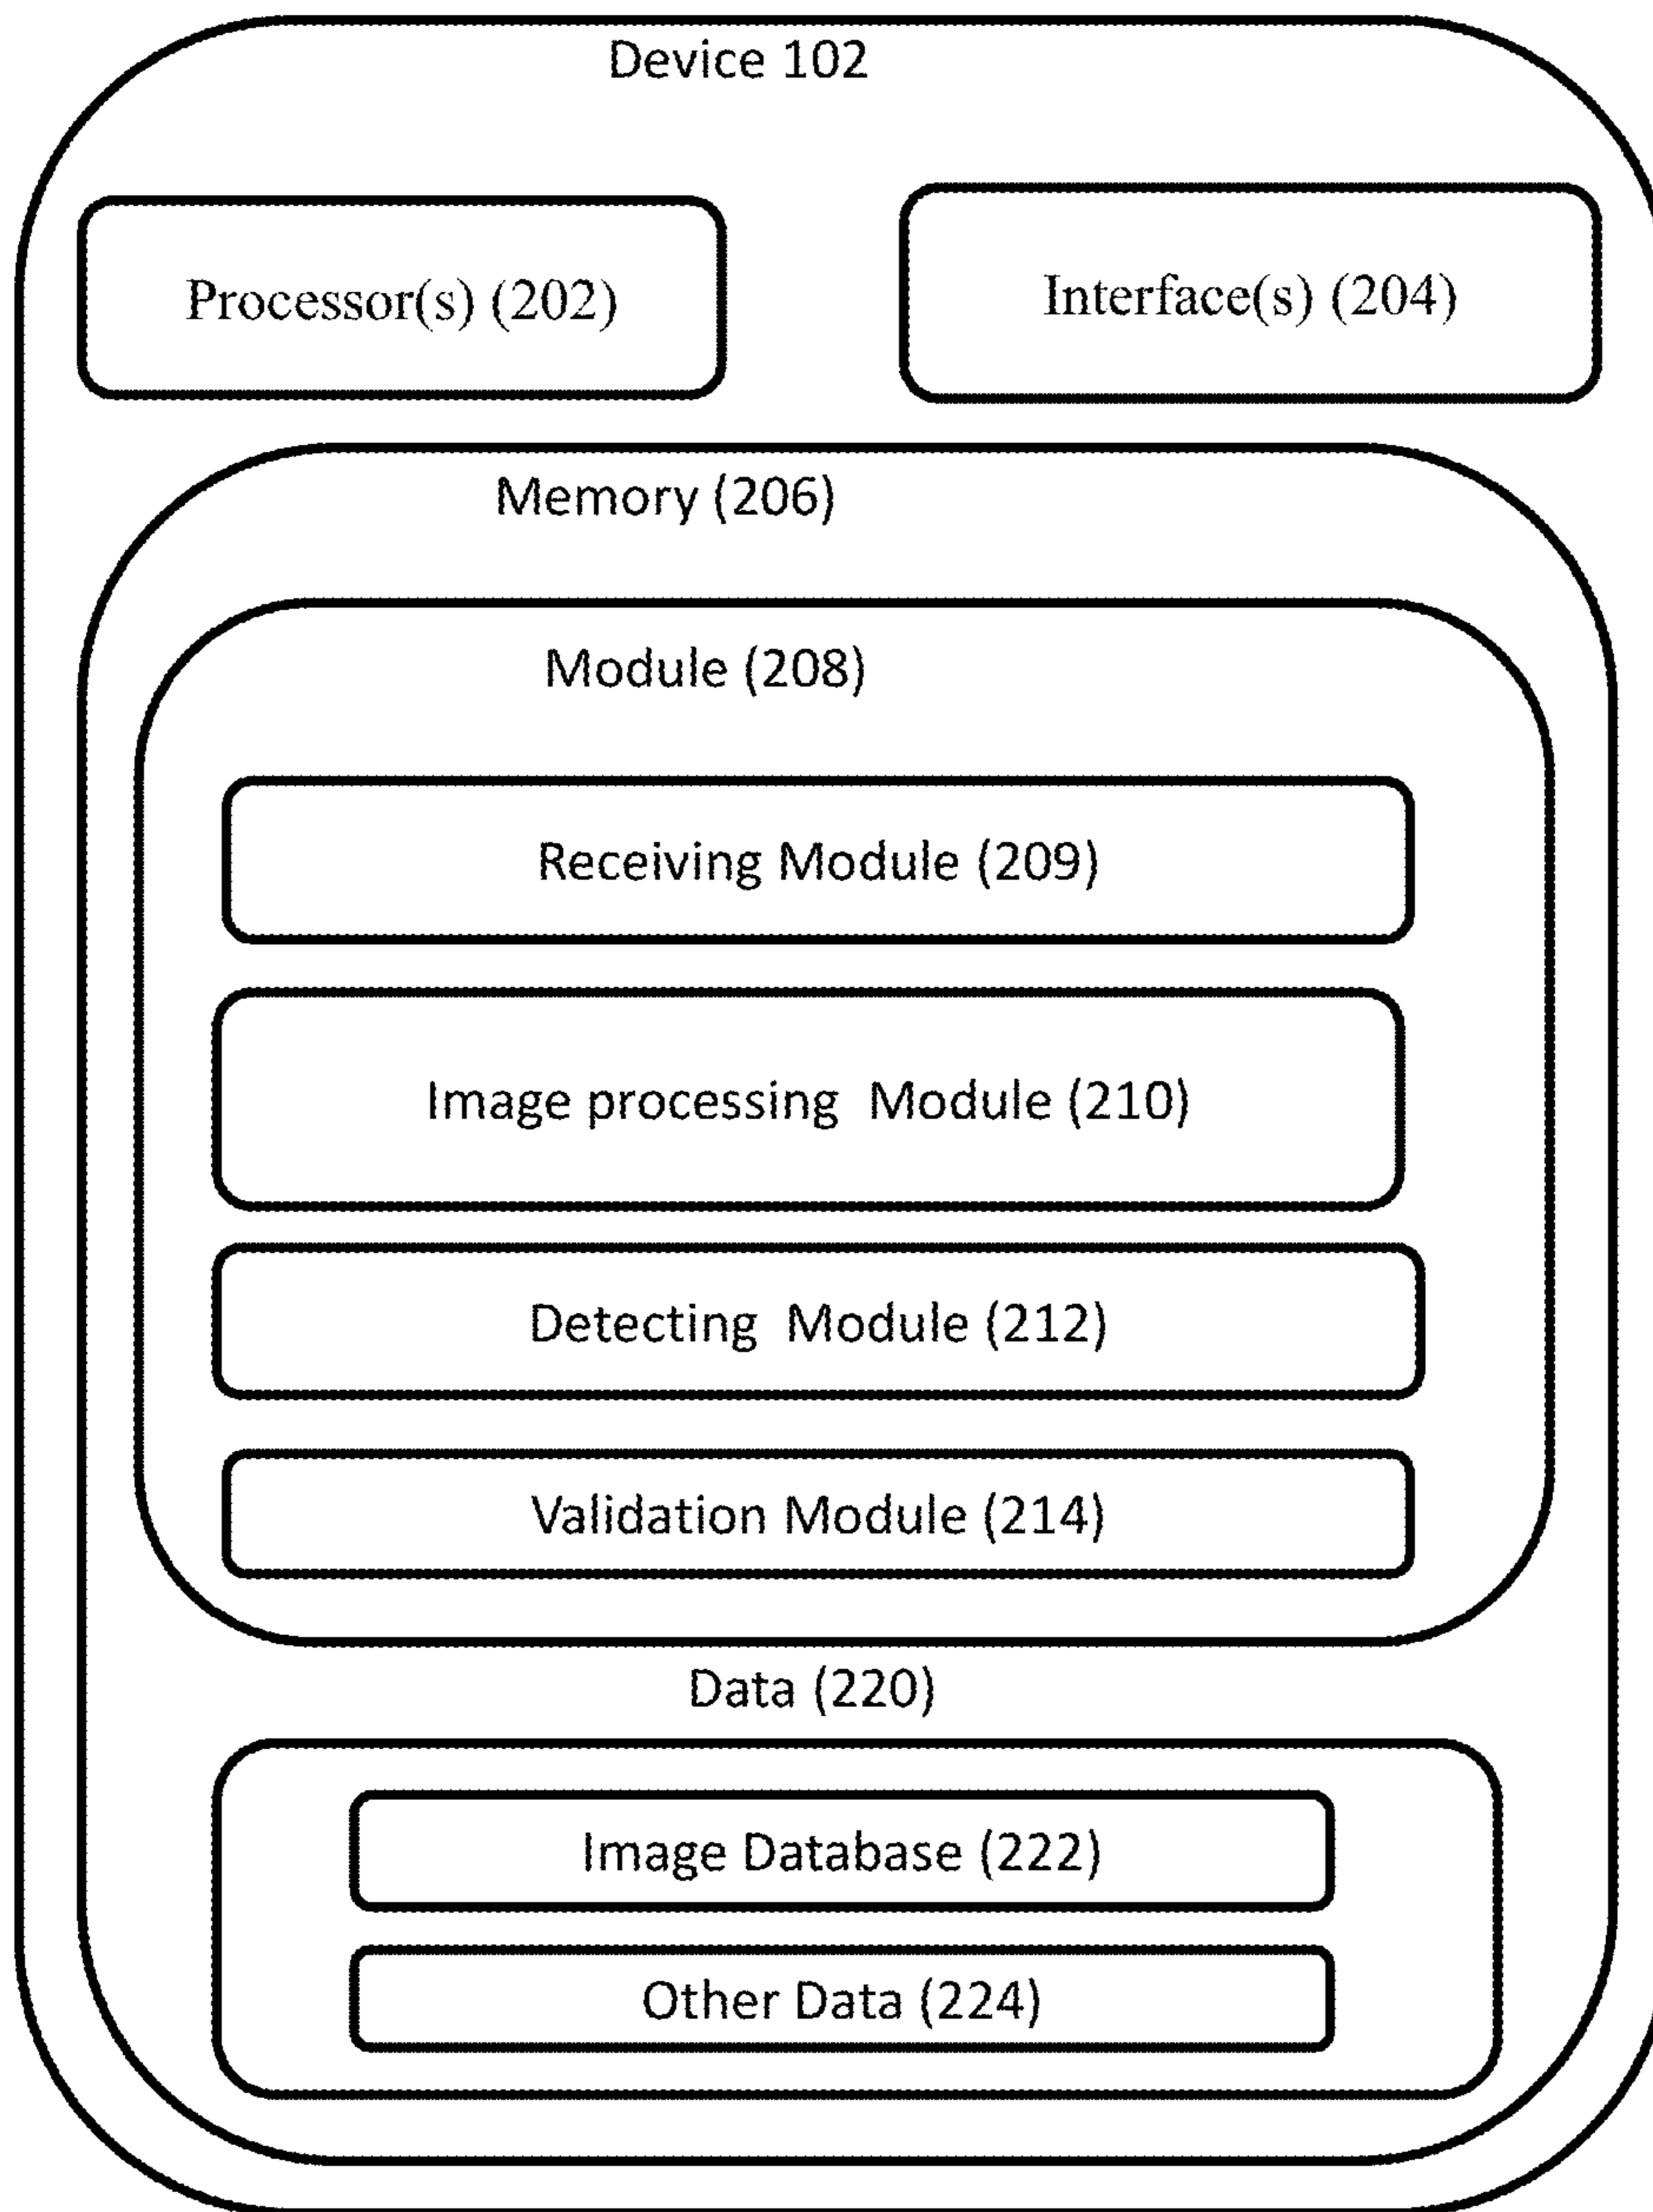 Device 102
Processor(s) (202)
Interface(s) (204)
Memory (206)
Module (208)
Receiving Module (209)
Image processing  Module (210)
Detecting  Module (212)
Validation Module (214)
Data (220)
Image Database (222)
Other Data (224)